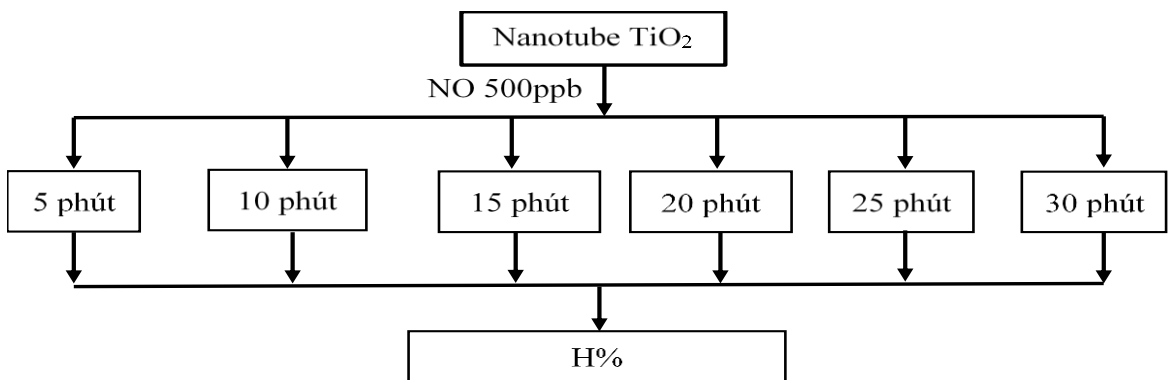 Nanotube TiO₂
NO 500ppb
5 phút
10 phút
15 phút
20 phút
25 phút
30 phút
H%